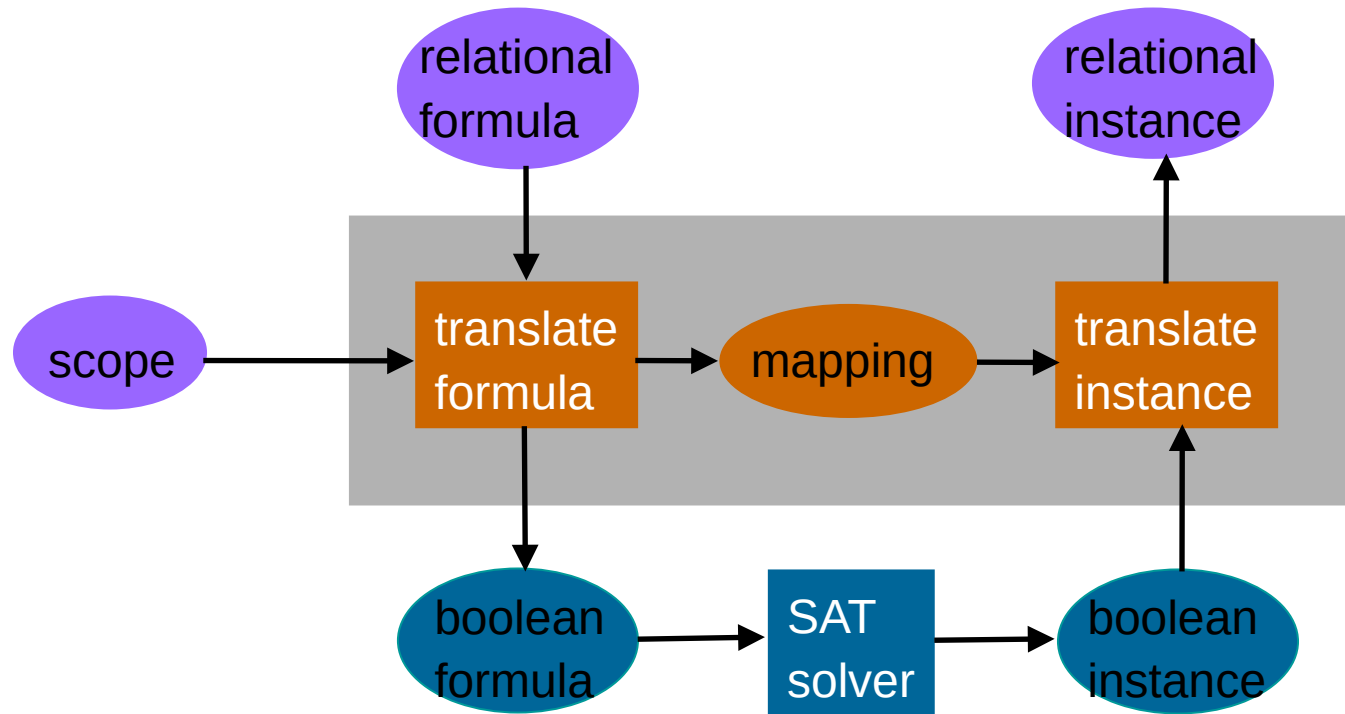 relational
formula
relational
instance
scope
translate
formula
mapping
translate
instance
boolean
formula
SAT
solver
boolean
instance